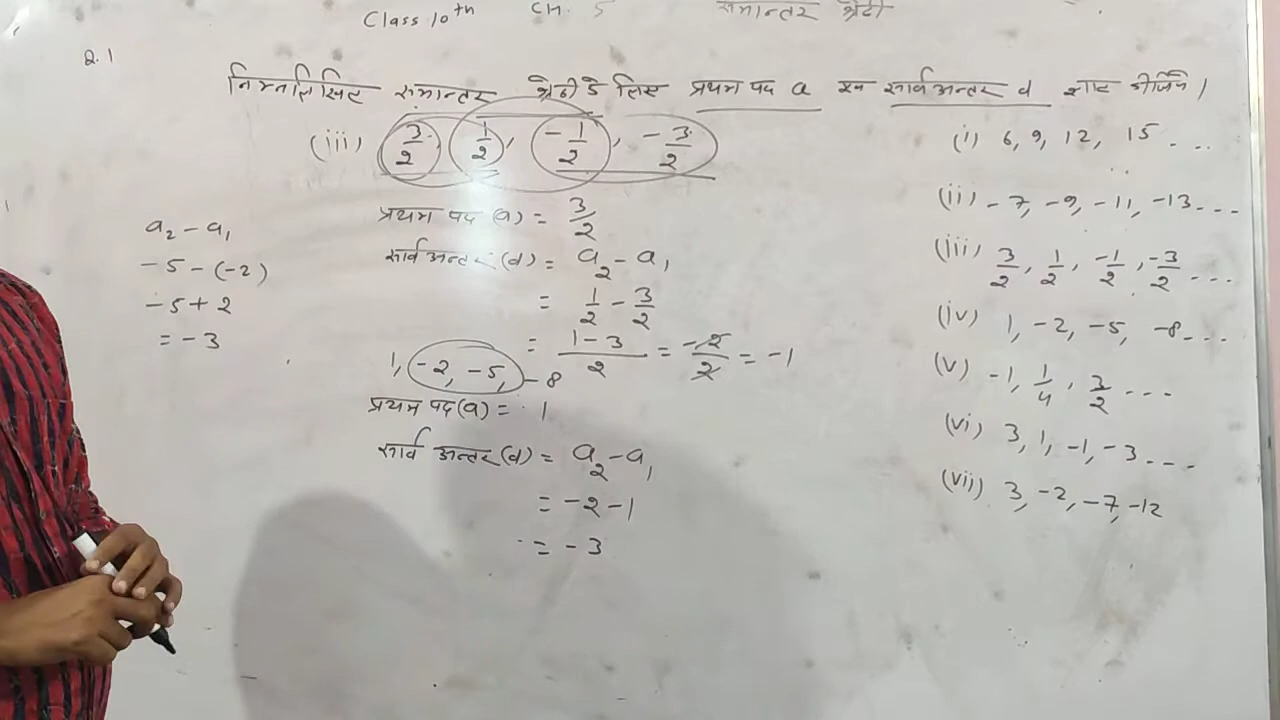 Class 10th CH. 5 समान्तर श्रेढी
Q.1
निम्नलिखित समान्तर श्रेढी के लिए प्रथम पद a एवं सार्वअन्तर d ज्ञात कीजिये।
(iii) 3/2, 1/2, -1/2, -3/2
प्रथम पद (a) = 3/2
सार्वअन्तर (d) = a₂ - a₁
= 1/2 - 3/2
= (1-3)/2 = -2/2 = -1
1, -2, -5, -8
प्रथम पद (a) = 1
सार्व अन्तर (d) = a₂ - a₁
= -2 - 1
= -3
a₂ - a₁
-5 - (-2)
-5 + 2
= -3
(i) 6, 9, 12, 15 ...
(ii) -7, -9, -11, -13 ...
(iii) 3/2, 1/2, -1/2, -3/2 ...
(iv) 1, -2, -5, -8 ...
(v) -1, 1/4, 3/2 ...
(vi) 3, 1, -1, -3 ...
(vii) 3, -2, -7, -12